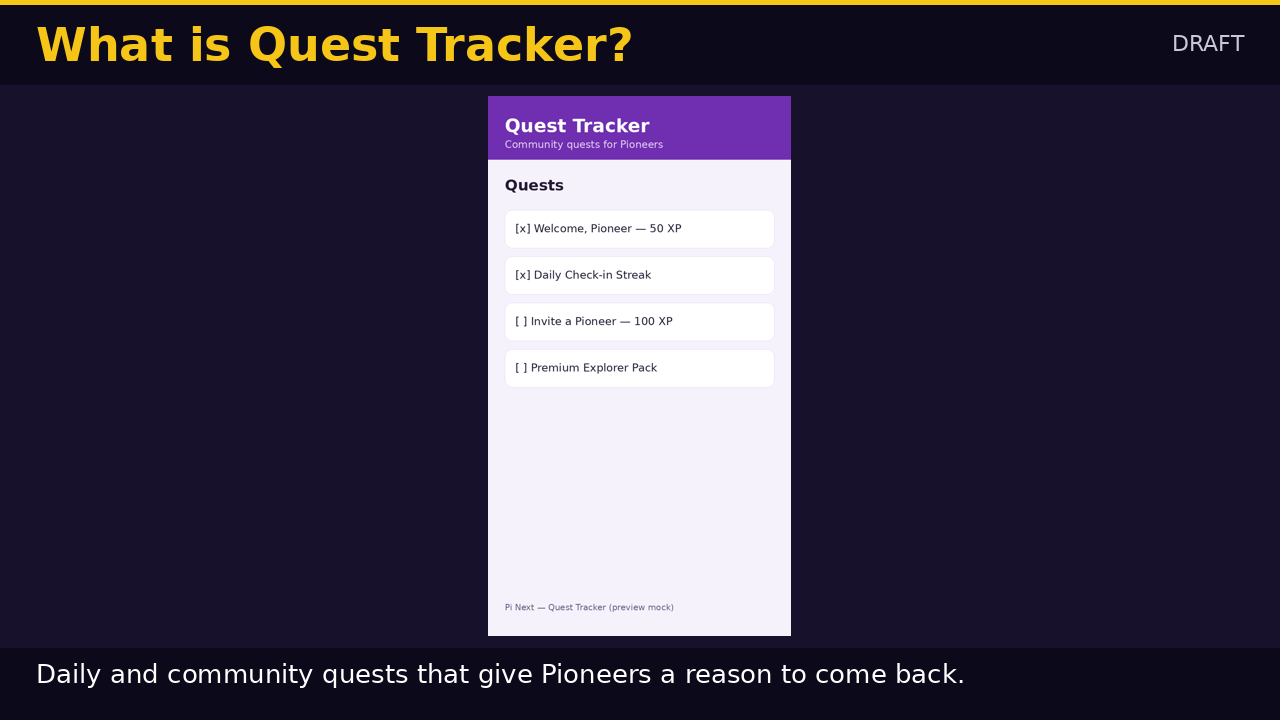 What is Quest Tracker?
DRAFT
Quest Tracker
Community quests for Pioneers
Quests
[x] Welcome, Pioneer — 50 XP
[x] Daily Check-in Streak
[ ] Invite a Pioneer — 100 XP
[ ] Premium Explorer Pack
Pi Next — Quest Tracker (preview mock)
Daily and community quests that give Pioneers a reason to come back.